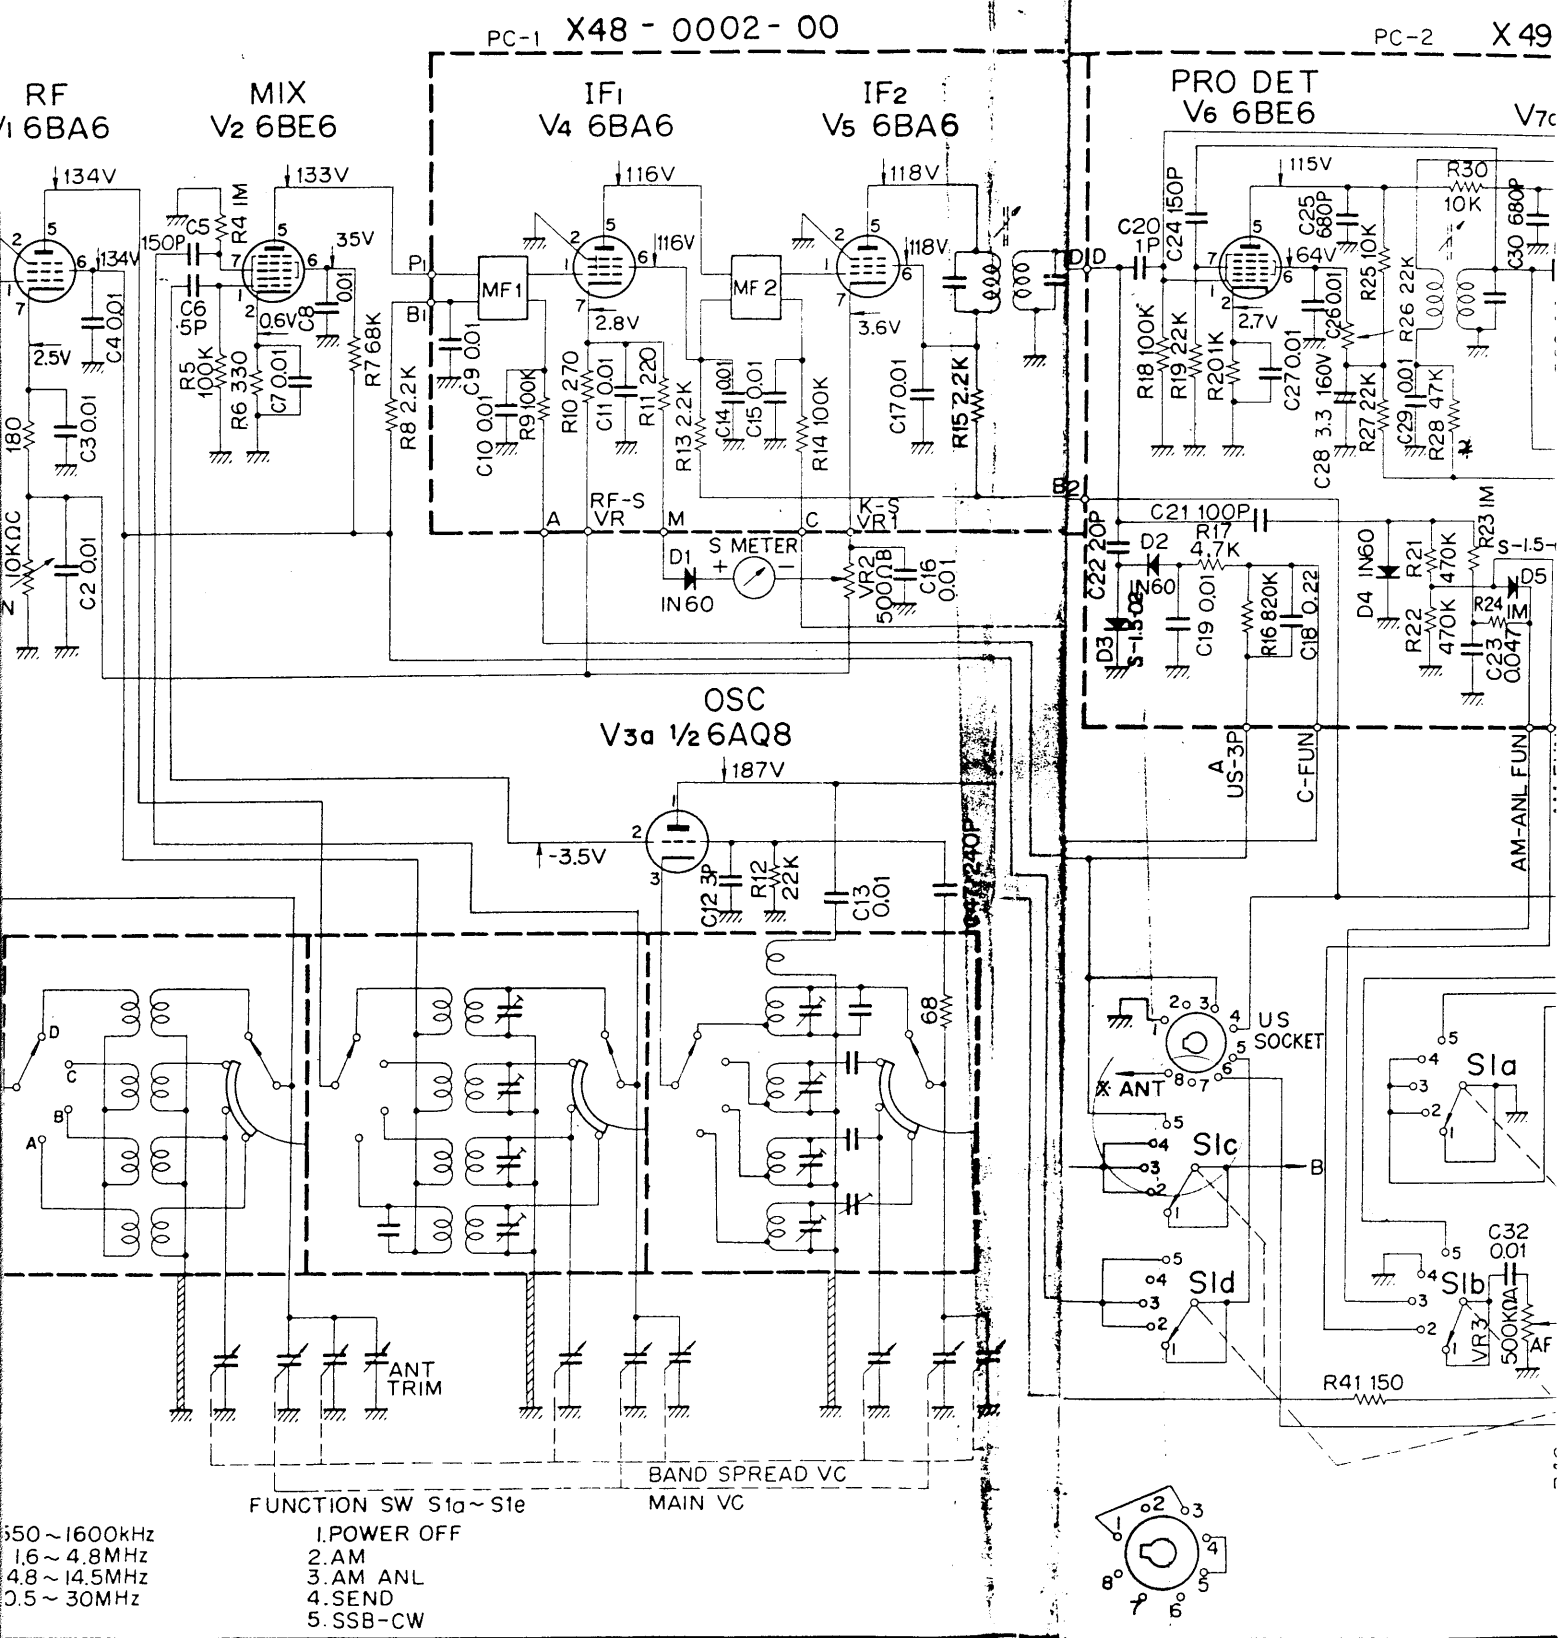 PC-1 X48-0002-00
PC-2 X49
RF
V1 6BA6
MIX
V2 6BE6
IF1
V4 6BA6
IF2
V5 6BA6
PRO DET
V6 6BE6
134V
133V
116V
118V
115V
R30
10K
C30 680P
C5
150P
R4 1M
C6
5P
35V
C8
0.01
134V
116V
118V
64V
C20
1P
C24 150P
C25
680P
R25 10K
R26 22K
C26 0.01
P1
B1
MF1
MF2
D
2.5V
0.6V
2.8V
3.6V
2.7V
C4 0.01
R5
100K
R6 330
C7 0.01
R7 68K
R8 2.2K
C9 0.01
C10 0.01
R9 100K
R10 270
C11 0.01
R11 220
R13 2.2K
C14 0.01
C15 0.01
R14 100K
C17 0.01
R15 2.2K
R18 100K
R19 22K
R20 1K
C27 0.01
C28 3.3 160V
R27 22K
C29 0.01
R28 47K
180
C3 0.01
10KΩC
C2 0.01
A
RF-S
VR
M
C
K-S
VR1
B2
D1
IN60
S METER
+
−
VR2
500ΩB
C16
0.01
C21 100P
C22 20P
D2
IN60
R17
4.7K
D3
S-1.5-02
C19 0.01
R16 820K
C18 0.22
D4 IN60
R21
470K
R22
470K
R23 1M
D5
R24
1M
C23
0.047
OSC
V3a 1/2 6AQ8
187V
-3.5V
C12 3P
R12
22K
C13
0.01
68
A
US-3P
C-FUN
AM-ANL FUN
US
SOCKET
ANT
D
C
B
A
S1a
S1c
B
S1d
S1b
C32
0.01
VR3
500KΩA
AF
R41 150
ANT
TRIM
BAND SPREAD VC
MAIN VC
FUNCTION SW S1a~S1e
1.POWER OFF
2.AM
3.AM ANL
4.SEND
5.SSB-CW
550~1600kHz
1.6~4.8MHz
4.8~14.5MHz
0.5~30MHz